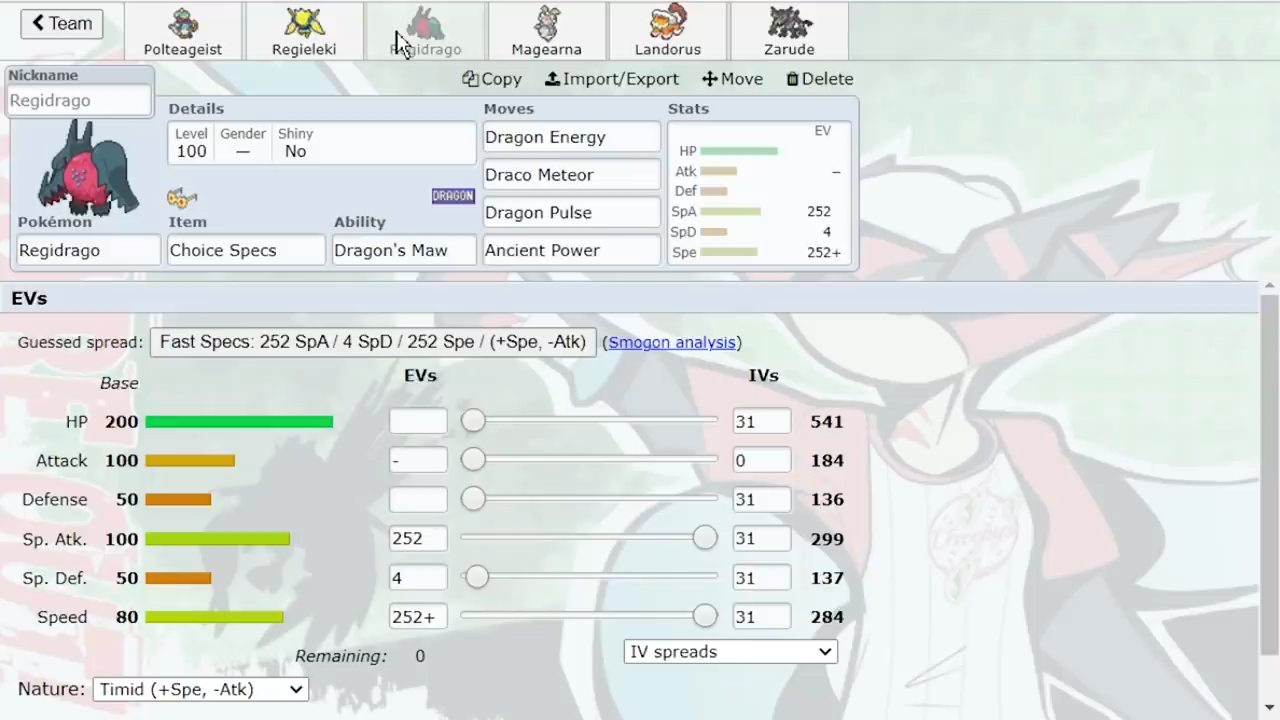 Team
Polteageist
Regieleki
Regidrago
Magearna
Landorus
Zarude
Nickname
Regidrago
Copy
Import/Export
Move
Delete
Details
Level
100
Gender
—
Shiny
No
DRAGON
Pokémon
Regidrago
Item
Choice Specs
Ability
Dragon's Maw
Moves
Dragon Energy
Draco Meteor
Dragon Pulse
Ancient Power
Stats
EV
HP
Atk –
Def
SpA 252
SpD 4
Spe 252+
EVs
Guessed spread: Fast Specs: 252 SpA / 4 SpD / 252 Spe / (+Spe, -Atk) (Smogon analysis)
Base EVs IVs
HP 200 31 541
Attack 100 - 0 184
Defense 50 31 136
Sp. Atk. 100 252 31 299
Sp. Def. 50 4 31 137
Speed 80 252+ 31 284
Remaining: 0
IV spreads
Nature: Timid (+Spe, -Atk)